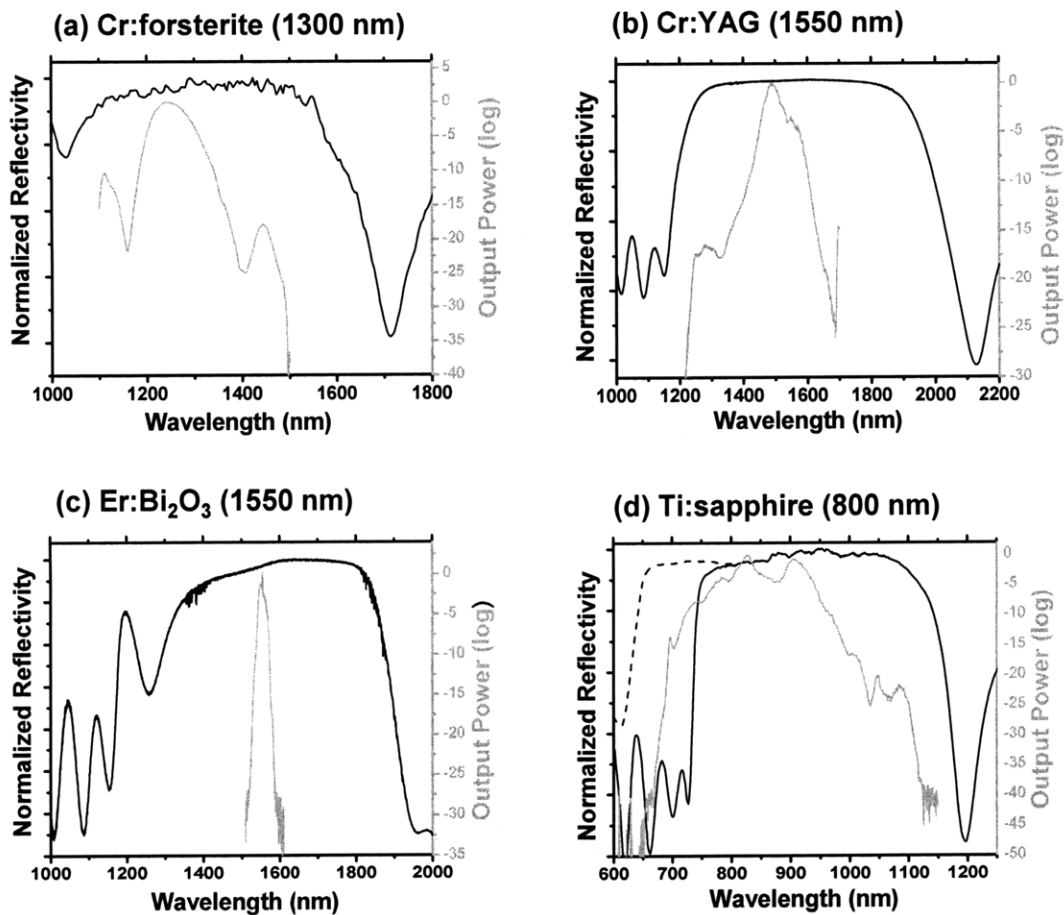 (a) Cr:forsterite (1300 nm)
Normalized Reflectivity
5
0
-5
-10
-15
-20
-25
-30
-35
-40
Output Power (log)
1000 1200 1400 1600 1800
Wavelength (nm)
(b) Cr:YAG (1550 nm)
Normalized Reflectivity
0
-5
-10
-15
-20
-25
-30
Output Power (log)
1000 1200 1400 1600 1800 2000 2200
Wavelength (nm)
(c) Er:Bi₂O₃ (1550 nm)
Normalized Reflectivity
0
-5
-10
-15
-20
-25
-30
-35
Output Power (log)
1000 1200 1400 1600 1800 2000
Wavelength (nm)
(d) Ti:sapphire (800 nm)
Normalized Reflectivity
0
-5
-10
-15
-20
-25
-30
-35
-40
-45
-50
Output Power (log)
600 700 800 900 1000 1100 1200
Wavelength (nm)